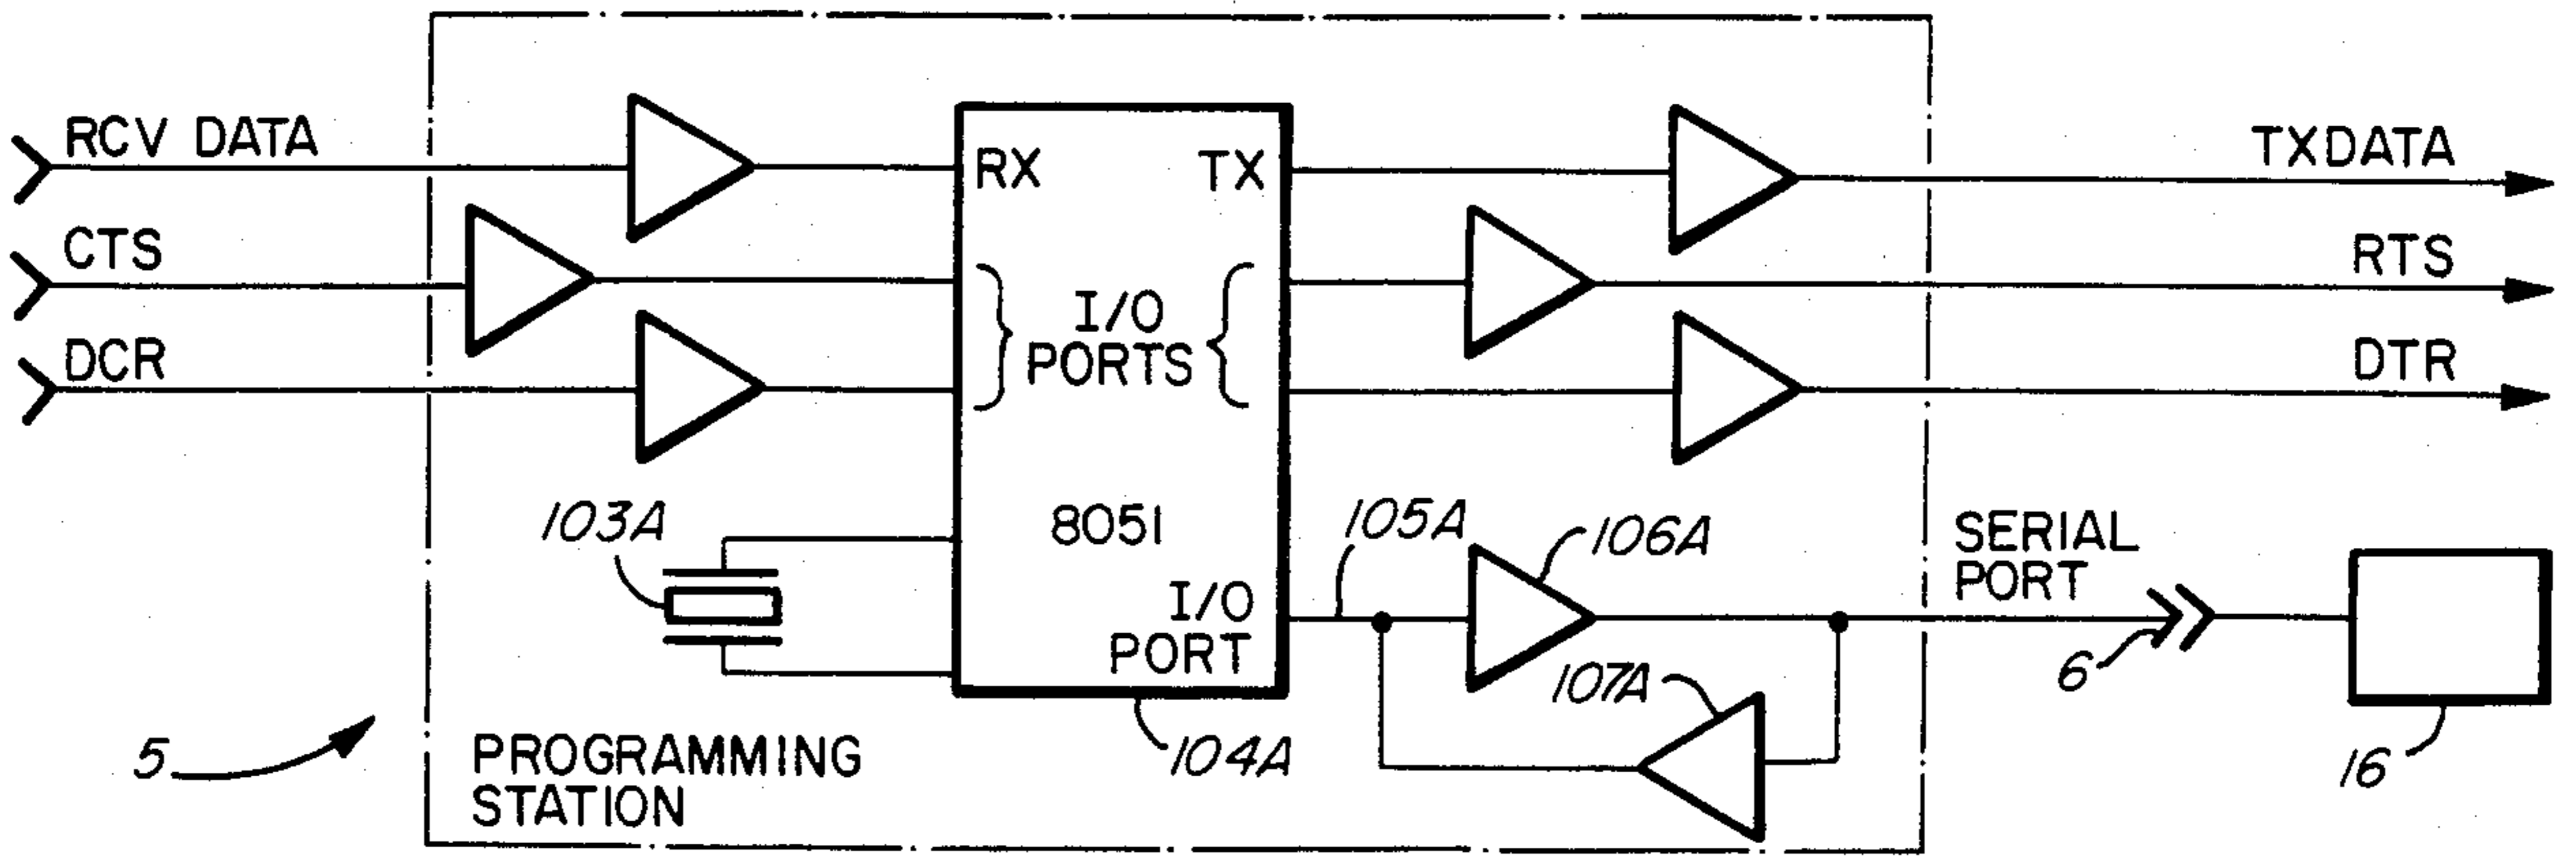 RCV DATA
CTS
DCR
RX
TX
I/O
PORTS
8051
I/O
PORT
TXDATA
RTS
DTR
103A
105A
106A
107A
104A
SERIAL
PORT
6
16
5
PROGRAMMING
STATION